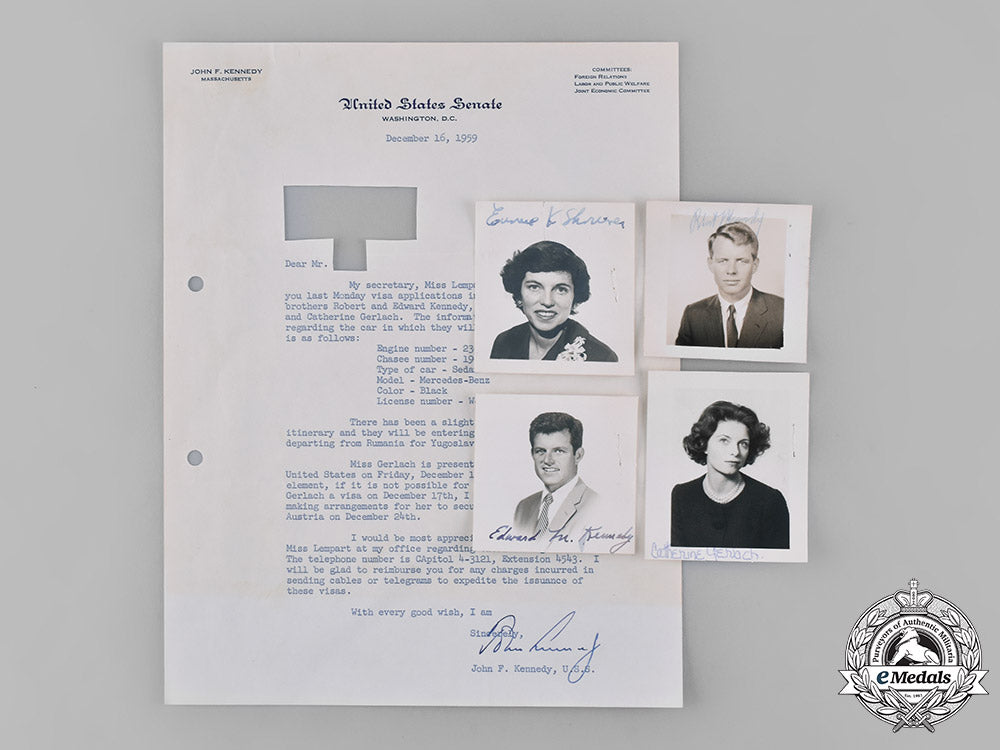 JOHN F. KENNEDY
MASSACHUSETTS
COMMITTEES:
FOREIGN RELATIONS
LABOR AND PUBLIC WELFARE
JOINT ECONOMIC COMMITTEE
United States Senate
WASHINGTON, D.C.
December 16, 1959
Dear Mr.
My secretary, Miss Lempart
you last Monday visa applications
brothers Robert and Edward Kennedy,
and Catherine Gerlach. The informa
regarding the car in which they will
is as follows:
Engine number - 23
Chasee number - 19
Type of car - Seda
Model - Mercedes-Benz
Color - Black
License number - W
There has been a slight
itinerary and they will be entering
departing from Rumania for Yugoslav
Miss Gerlach is present
United States on Friday, December 1
element, if it is not possible for
Gerlach a visa on December 17th, I
making arrangements for her to secu
Austria on December 24th.
I would be most apprec
Miss Lempart at my office regarding
The telephone number is CApitol 4-3121, Extension 4543. I
will be glad to reimburse you for any charges incurred in
sending cables or telegrams to expedite the issuance of
these visas.
With every good wish, I am
Sincerely,
John F. Kennedy, U.S.S.
Eunice K Shriver
Edward M. Kennedy
Catherine Gerlach.
Purveyors of Authentic Militaria
eMedals